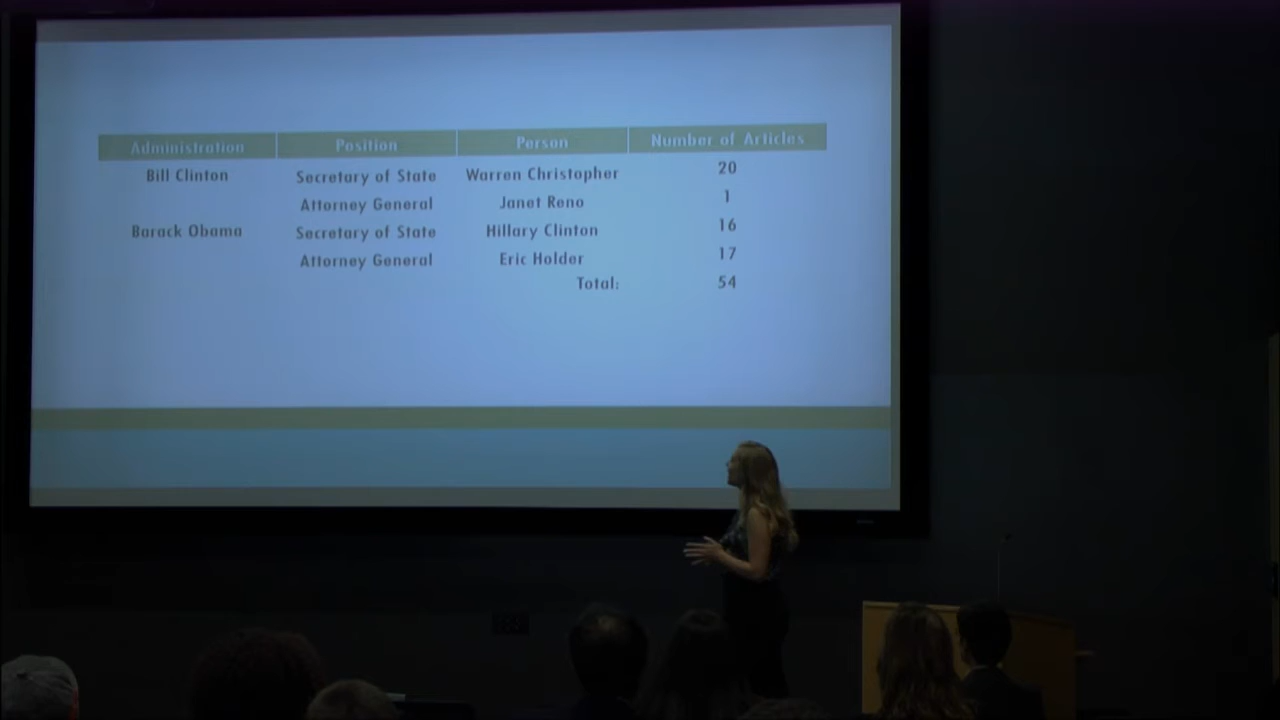 Administration Position Person Number of Articles
Bill Clinton Secretary of State Warren Christopher 20
Attorney General Janet Reno 1
Barack Obama Secretary of State Hillary Clinton 16
Attorney General Eric Holder 17
Total: 54